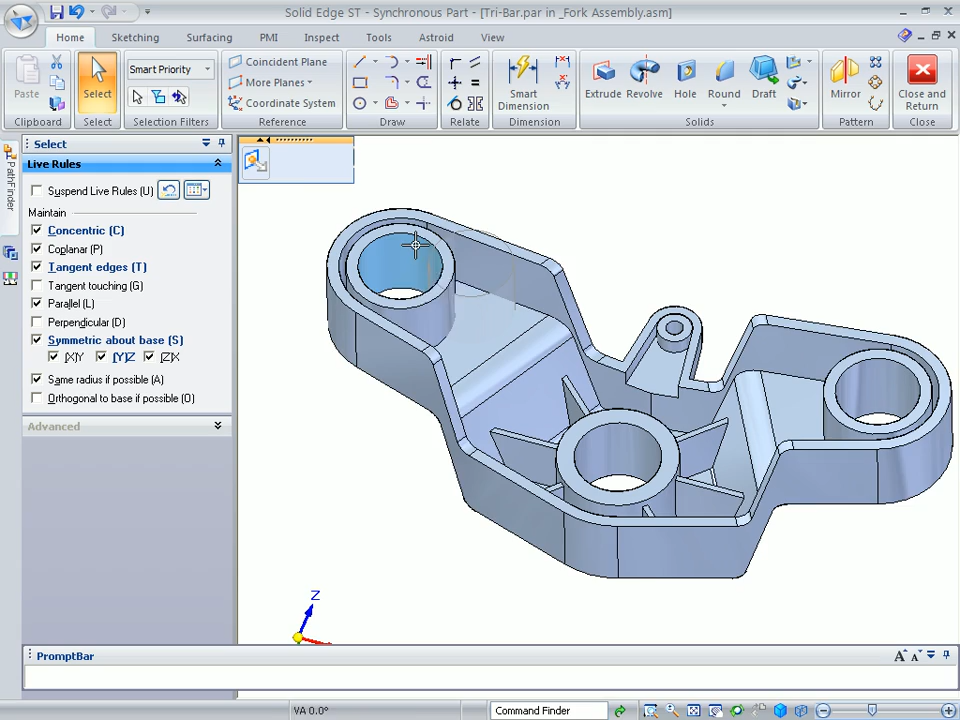 Solid Edge ST - Synchronous Part - [Tri-Bar.par in _Fork Assembly.asm]
Home Sketching Surfacing PMI Inspect Tools Astroid View
Paste
Clipboard
Select
Select
Smart Priority
Selection Filters
Coincident Plane
More Planes
Coordinate System
Reference
Draw
Relate
Smart Dimension
Dimension
Extrude Revolve Hole Round Draft
Solids
Mirror
Pattern
Close and Return
Close
PathFinder
Select
Live Rules
Suspend Live Rules (U)
Maintain
Concentric (C)
Coplanar (P)
Tangent edges (T)
Tangent touching (G)
Parallel (L)
Perpendicular (D)
Symmetric about base (S)
(X)Y (Y)Z (Z)X
Same radius if possible (A)
Orthogonal to base if possible (O)
Advanced
Z
PromptBar
VA 0.0°
Command Finder